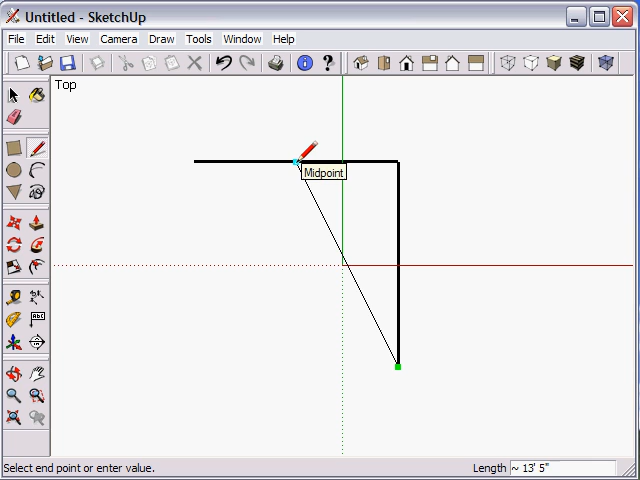 Untitled - SketchUp
File Edit View Camera Draw Tools Window Help
Top
Midpoint
Abc
Select end point or enter value. Length ~ 13' 5"